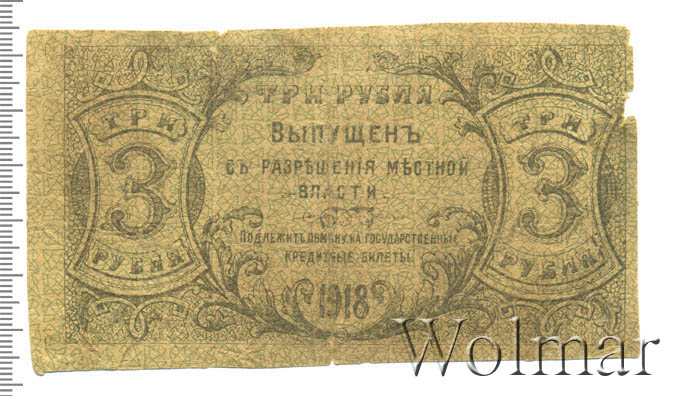 ТРИ РУБЛЯ
ВЫПУЩЕНЪ
СЪ РАЗРѢШЕНІЯ МѢСТНОЙ
ВЛАСТИ
ПОДЛЕЖИТЪ ОБМѢНУ НА ГОСУДАРСТВЕННЫЕ
КРЕДИТНЫЕ БИЛЕТЫ.
1918
ТРИ
3
РУБЛЯ
ТРИ
3
РУБЛЯ
Wolmar